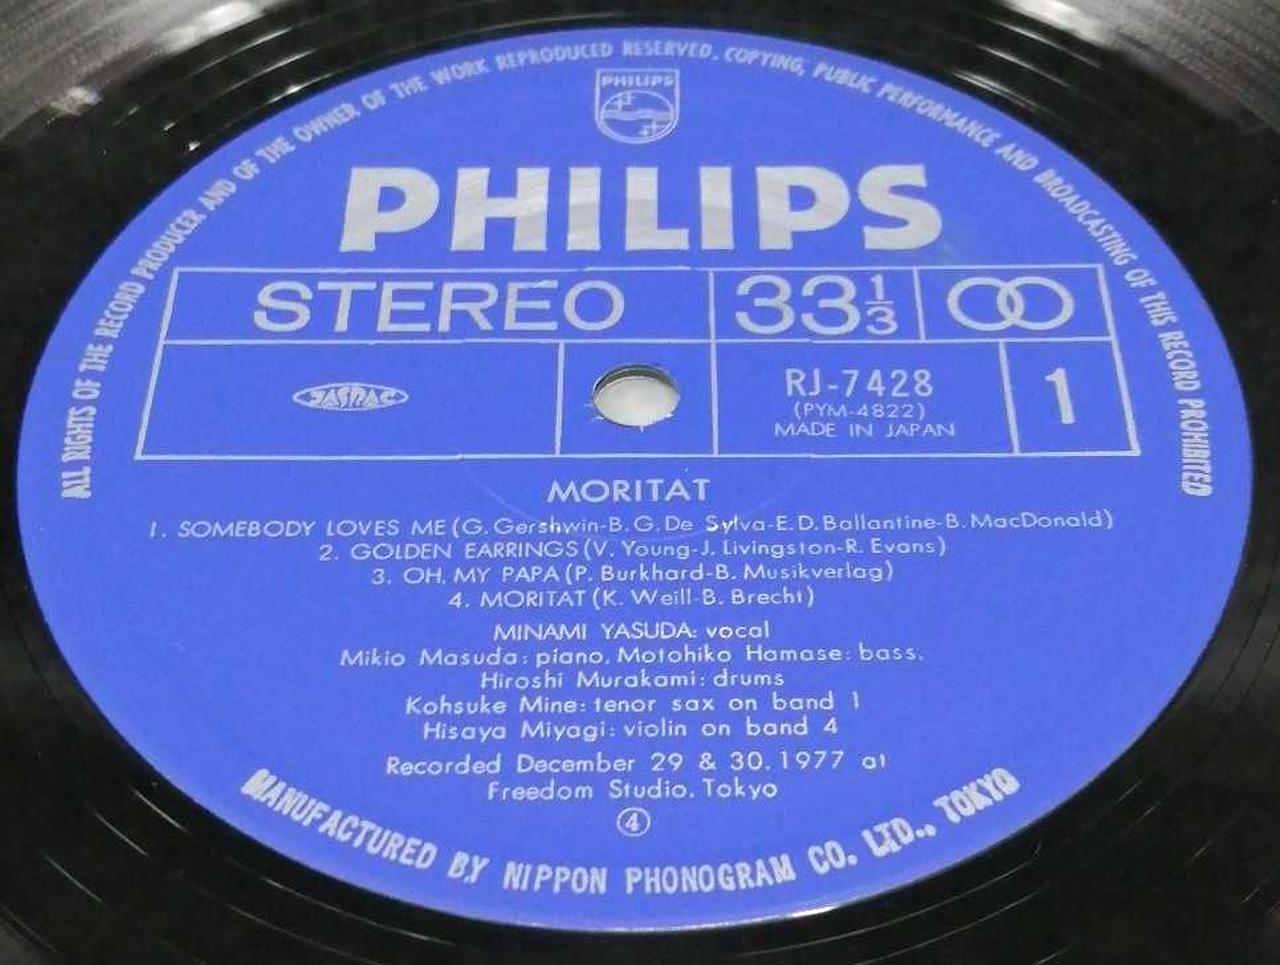 ALL RIGHTS OF THE RECORD PRODUCER AND OF THE OWNER OF THE WORK REPRODUCED RESERVED. COPYING, PUBLIC PERFORMANCE AND BROADCASTING OF THIS RECORD PROHIBITED
PHILIPS
PHILIPS
STEREO 33 1/3
JASRAC RJ-7428 1
(PYM-4822)
MADE IN JAPAN
MORITAT
1. SOMEBODY LOVES ME (G. Gershwin-B. G. De Sylva-E. D. Ballantine-B. MacDonald)
2. GOLDEN EARRINGS (V. Young-J. Livingston-R. Evans)
3. OH, MY PAPA (P. Burkhard-B. Musikverlag)
4. MORITAT (K. Weill-B. Brecht)
MINAMI YASUDA: vocal
Mikio Masuda: piano, Motohiko Hamase: bass,
Hiroshi Murakami: drums
Kohsuke Mine: tenor sax on band 1
Hisaya Miyagi: violin on band 4
Recorded December 29 & 30, 1977 at
Freedom Studio, Tokyo
④
MANUFACTURED BY NIPPON PHONOGRAM CO. LTD., TOKYO